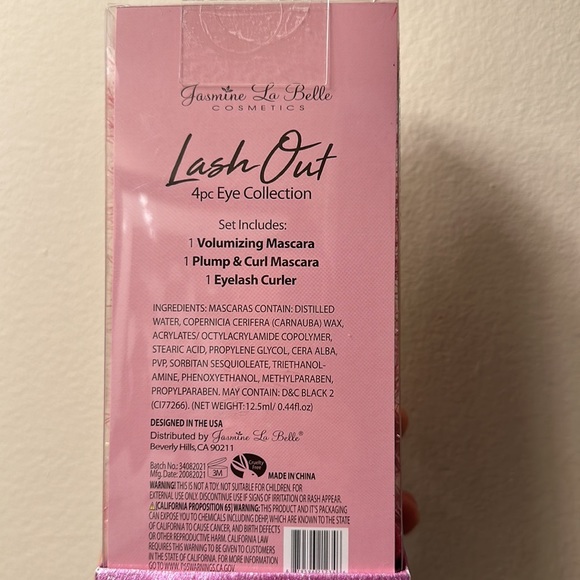 Jasmine La Belle
COSMETICS
Lash Out
4pc Eye Collection
Set Includes:
1 Volumizing Mascara
1 Plump & Curl Mascara
1 Eyelash Curler
INGREDIENTS: MASCARAS CONTAIN: DISTILLED
WATER, COPERNICIA CERIFERA (CARNAUBA) WAX,
ACRYLATES/ OCTYLACRYLAMIDE COPOLYMER,
STEARIC ACID, PROPYLENE GLYCOL, CERA ALBA,
PVP, SORBITAN SESQUIOLEATE, TRIETHANOL-
AMINE, PHENOXYETHANOL, METHYLPARABEN,
PROPYLPARABEN. MAY CONTAIN: D&C BLACK 2
(CI77266). (NET WEIGHT:12.5ml/ 0.44fl.oz)
DESIGNED IN THE USA
Distributed by Jasmine La Belle®
Beverly Hills, CA 90211
Batch No.: 34082021
Mfg.Date: 20082021
3M
Cruelty
Free
MADE IN CHINA
WARNING! THIS IS NOT A TOY. NOT SUITABLE FOR CHILDREN. FOR
EXTERNAL USE ONLY. DISCONTINUE USE IF SIGNS OF IRRITATION OR RASH APPEAR.
⚠[CALIFORNIA PROPOSITION 65] WARNING: THIS PRODUCT AND IT'S PACKAGING
CAN EXPOSE YOU TO CHEMICALS INCLUDING DEHP, WHICH ARE KNOWN TO THE STATE
OF CALIFORNIA TO CAUSE CANCER, AND BIRTH DEFECTS
OR OTHER REPRODUCTIVE HARM. CALIFORNIA LAW
REQUIRES THIS WARNING TO BE GIVEN TO CUSTOMERS
IN THE STATE OF CALIFORNIA. FOR MORE INFORMATION
GO TO WWW.P65WARNINGS.CA.GOV